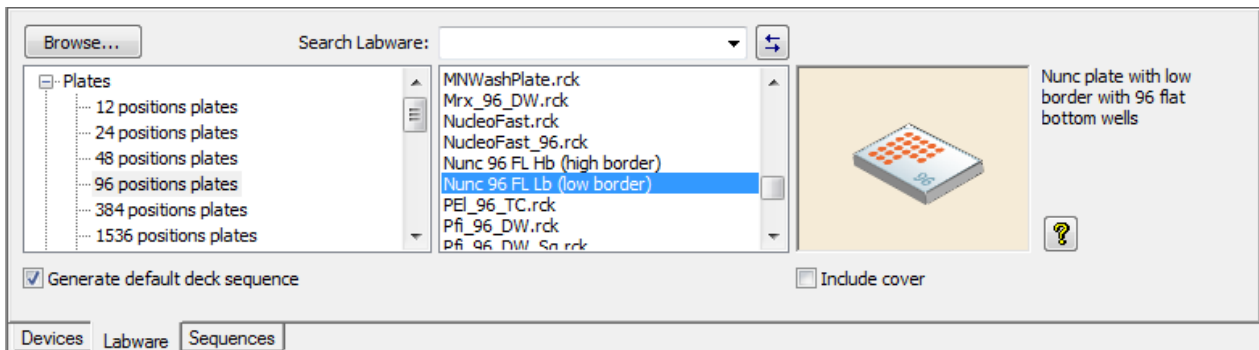 Browse...
Search Labware:
Plates
12 positions plates
24 positions plates
48 positions plates
96 positions plates
384 positions plates
1536 positions plates
MNWashPlate.rck
Mrx_96_DW.rck
NucleoFast.rck
NucleoFast_96.rck
Nunc 96 FL Hb (high border)
Nunc 96 FL Lb (low border)
PEl_96_TC.rck
Pfi_96_DW.rck
Pfi_96_DW_Sq.rck
96
Nunc plate with low
border with 96 flat
bottom wells
?
Generate default deck sequence
Include cover
Devices
Labware
Sequences